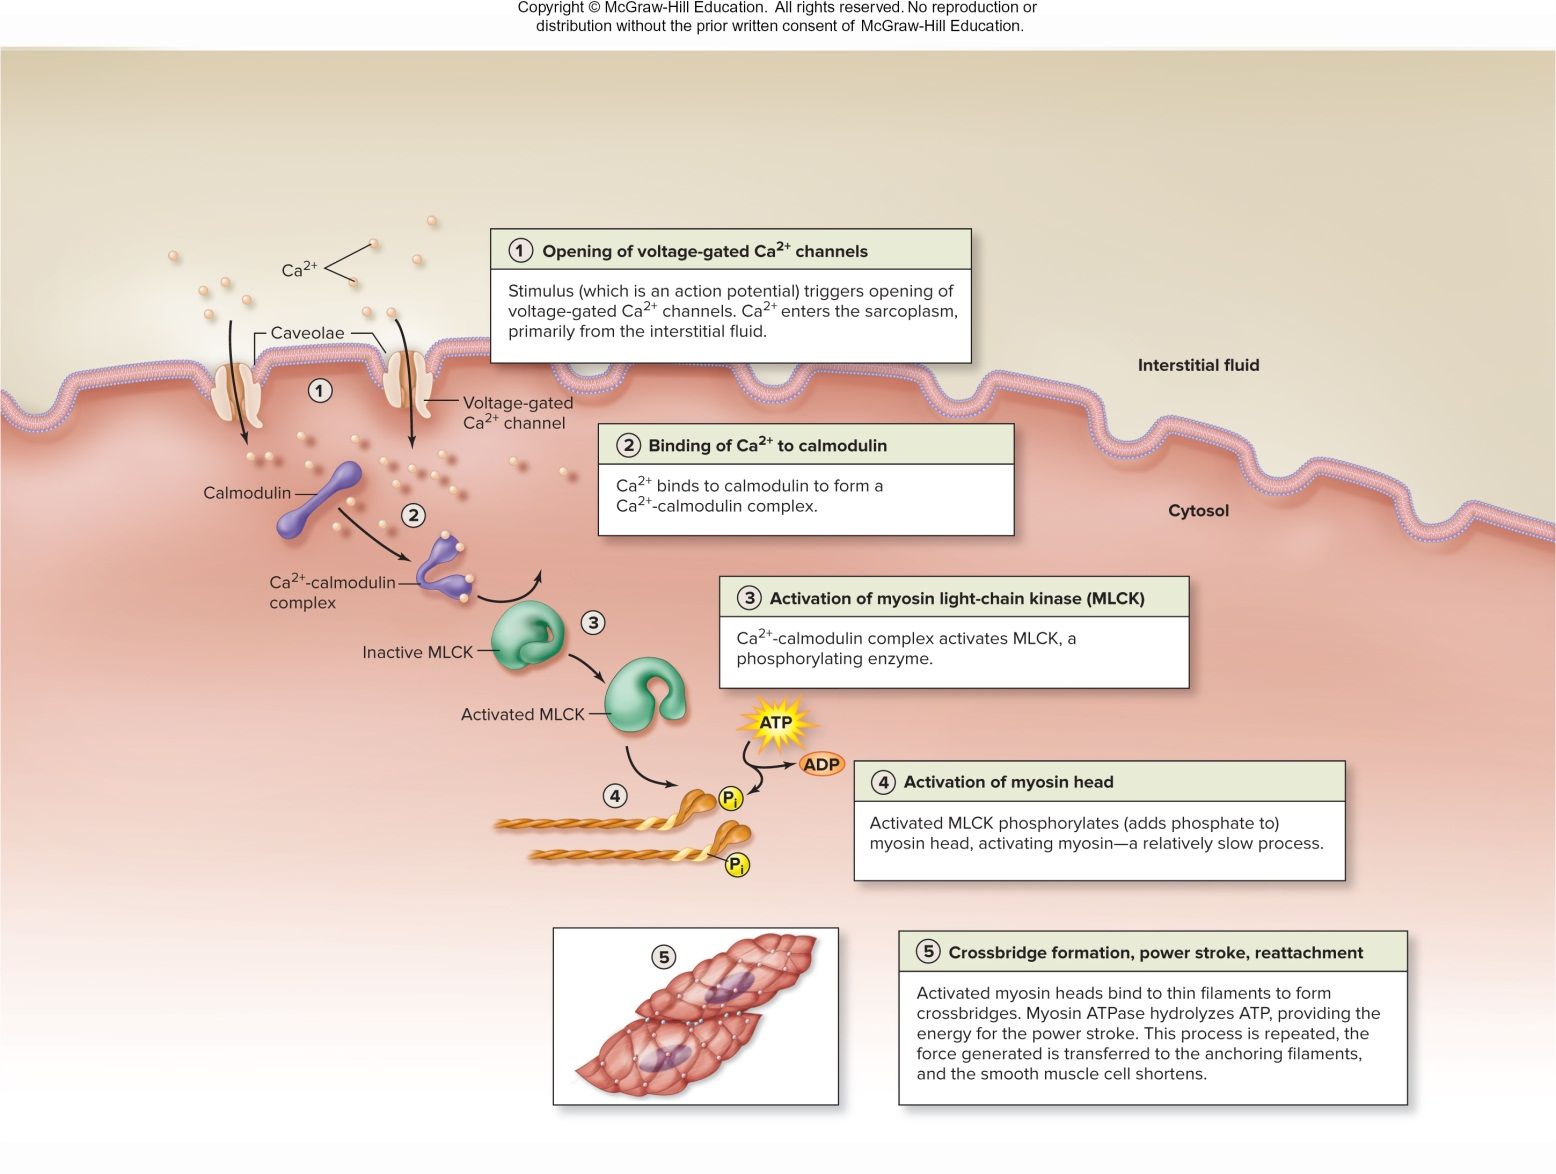 Copyright © McGraw-Hill Education. All rights reserved. No reproduction or
distribution without the prior written consent of McGraw-Hill Education.
Ca2+
Caveolae
1
Voltage-gated
Ca2+ channel
1 Opening of voltage-gated Ca2+ channels
Stimulus (which is an action potential) triggers opening of
voltage-gated Ca2+ channels. Ca2+ enters the sarcoplasm,
primarily from the interstitial fluid.
Interstitial fluid
Cytosol
Calmodulin
2
2 Binding of Ca2+ to calmodulin
Ca2+ binds to calmodulin to form a
Ca2+-calmodulin complex.
Ca2+-calmodulin
complex
3
Inactive MLCK
Activated MLCK
3 Activation of myosin light-chain kinase (MLCK)
Ca2+-calmodulin complex activates MLCK, a
phosphorylating enzyme.
ATP
ADP
4
Pi
Pi
4 Activation of myosin head
Activated MLCK phosphorylates (adds phosphate to)
myosin head, activating myosin—a relatively slow process.
5
5 Crossbridge formation, power stroke, reattachment
Activated myosin heads bind to thin filaments to form
crossbridges. Myosin ATPase hydrolyzes ATP, providing the
energy for the power stroke. This process is repeated, the
force generated is transferred to the anchoring filaments,
and the smooth muscle cell shortens.